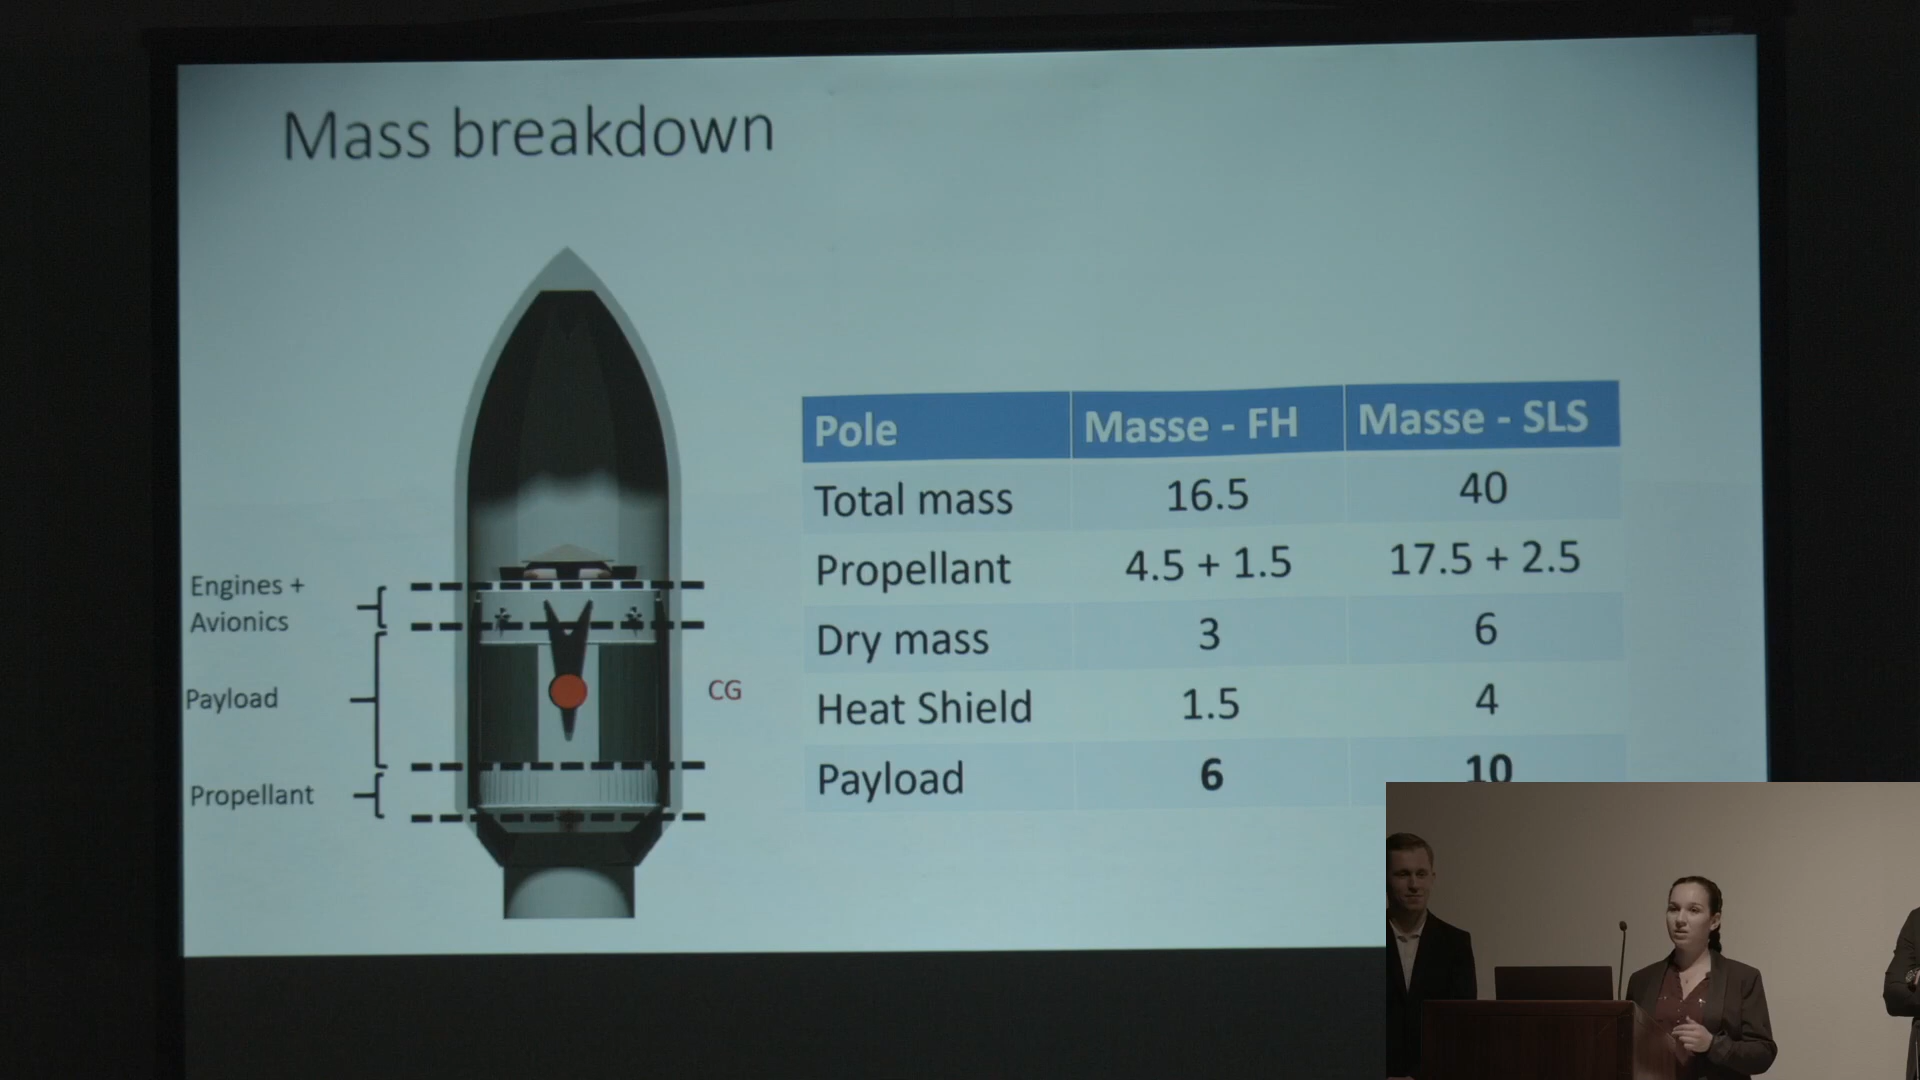 Mass breakdown
Engines +
Avionics
Payload
Propellant
CG
Pole Masse - FH Masse - SLS
Total mass 16.5 40
Propellant 4.5 + 1.5 17.5 + 2.5
Dry mass 3 6
Heat Shield 1.5 4
Payload 6 10